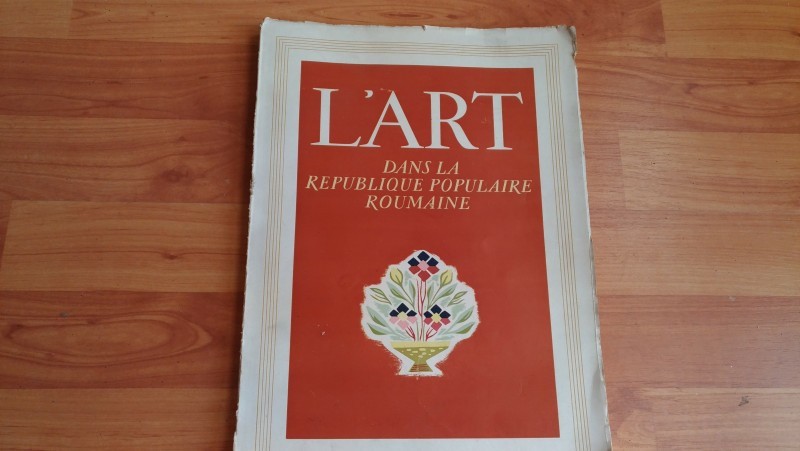 L'ART
DANS LA
REPUBLIQUE POPULAIRE
ROUMAINE